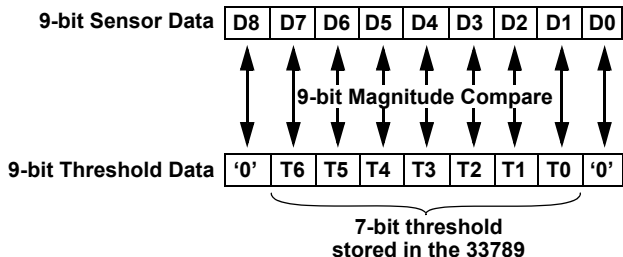 9-bit Sensor Data D8 D7 D6 D5 D4 D3 D2 D1 D0
9-bit Magnitude Compare
9-bit Threshold Data '0' T6 T5 T4 T3 T2 T1 T0 '0'
7-bit threshold
stored in the 33789